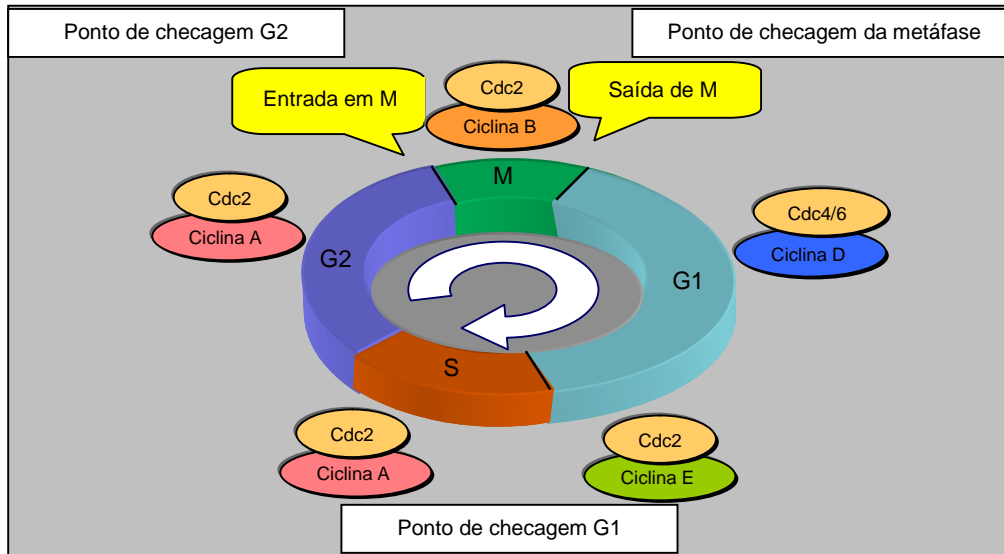 Ponto de checagem G2
Ponto de checagem da metáfase
Entrada em M
Cdc2
Ciclina B
Saída de M
M
Cdc2
Ciclina A
G2
Cdc4/6
Ciclina D
G1
S
Cdc2
Ciclina A
Cdc2
Ciclina E
Ponto de checagem G1